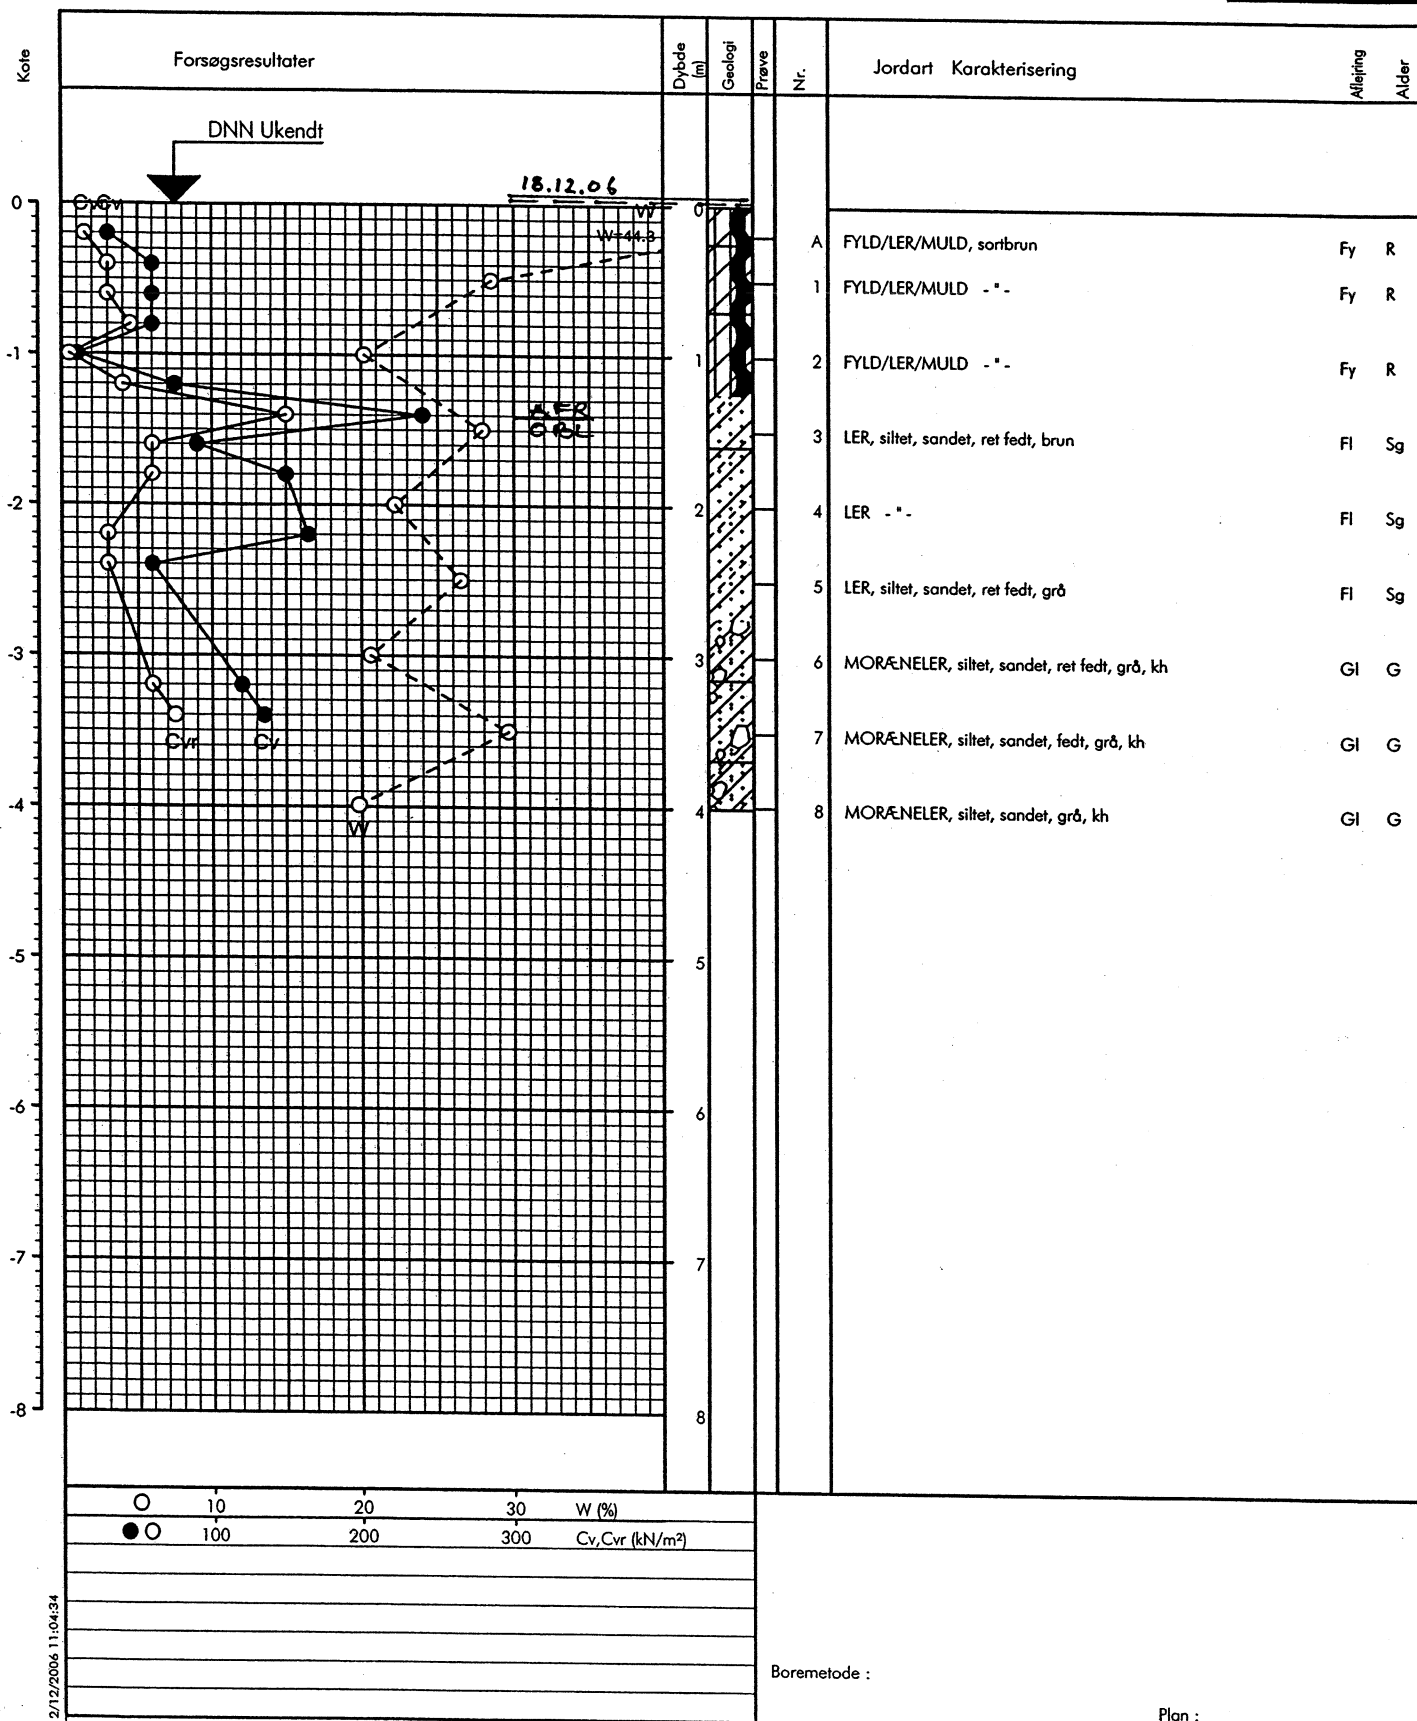 Kote
Forsøgsresultater
Dybde (m)
Geologi
Prøve
Nr.
Jordart Karakterisering
Aflejring
Alder
DNN Ukendt
18.12.06
0
Cvr Cv
W
0
W=44.3
A FYLD/LER/MULD, sortbrun Fy R
1 FYLD/LER/MULD -"- Fy R
-1
1
2 FYLD/LER/MULD -"- Fy R
3 LER, siltet, sandet, ret fedt, brun Fl Sg
-2
2
4 LER -"- Fl Sg
5 LER, siltet, sandet, ret fedt, grå Fl Sg
-3
3
6 MORÆNELER, siltet, sandet, ret fedt, grå, kh Gl G
Cvr Cv
7 MORÆNELER, siltet, sandet, fedt, grå, kh Gl G
-4
4
8 MORÆNELER, siltet, sandet, grå, kh Gl G
W
-5
5
-6
6
-7
7
-8
8
10 20 30 W (%)
100 200 300 Cv,Cvr (kN/m²)
2/12/2006 11:04:34
Boremetode :
Plan :